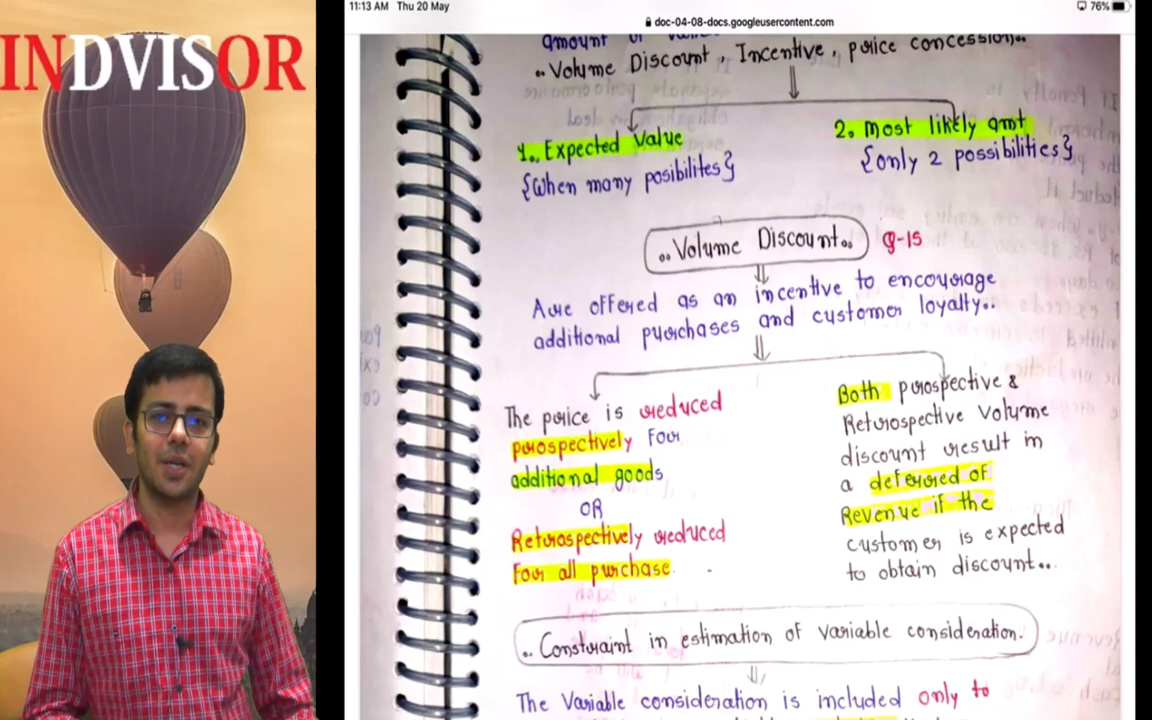 INDVISOR
11:13 AM Thu 20 May
76%
doc-04-08-docs.googleusercontent.com
amount of
.. Volume Discount, Incentive, price concession..
1.. Expected Value
{When many posibilites}
2. Most likely amt
{only 2 possibilities}
..Volume Discount.. Q-15
Are offered as an incentive to encourage
additional purchases and customer loyalty..
The price is reduced
prospectively For
additional goods
OR
Retrospectively reduced
For all purchase
Both prospective &
Retrospective Volume
discount result in
a deferred of
Revenue if the
customer is expected
to obtain discount...
.. Constraint in estimation of variable consideration.
The Variable consideration is included only to